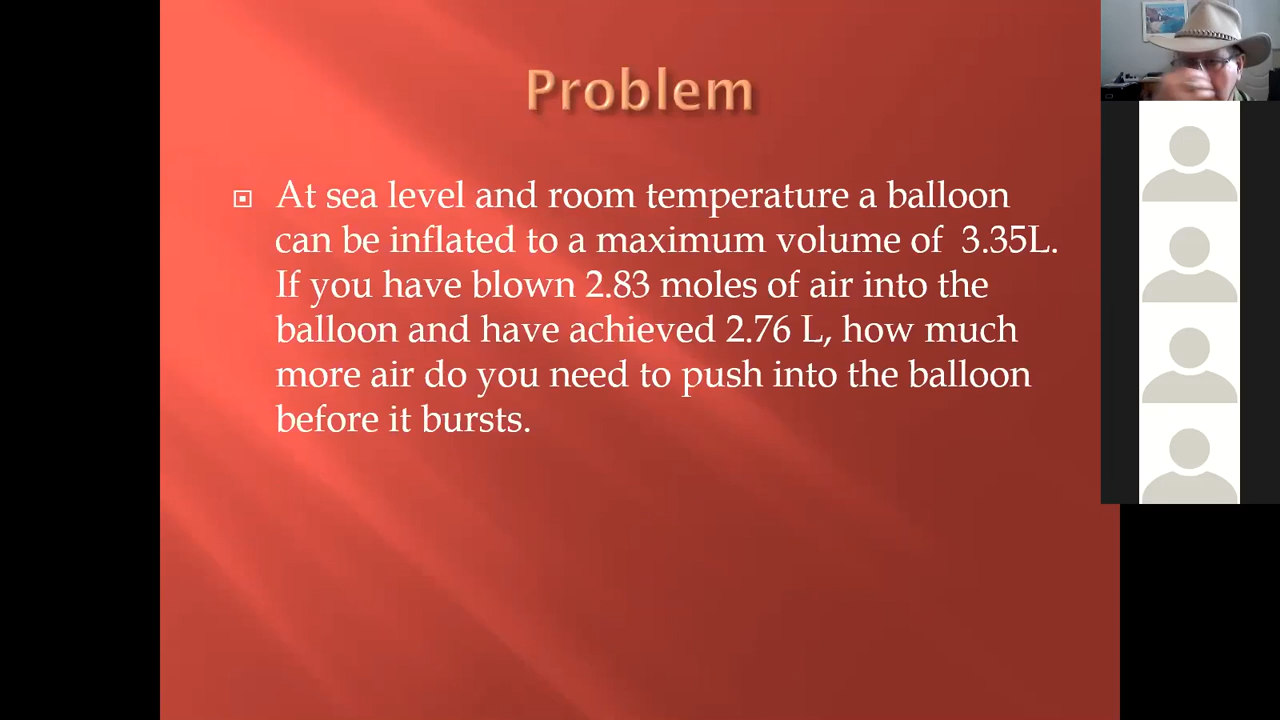 Problem
At sea level and room temperature a balloon
can be inflated to a maximum volume of  3.35L.
If you have blown 2.83 moles of air into the
balloon and have achieved 2.76 L, how much
more air do you need to push into the balloon
before it bursts.